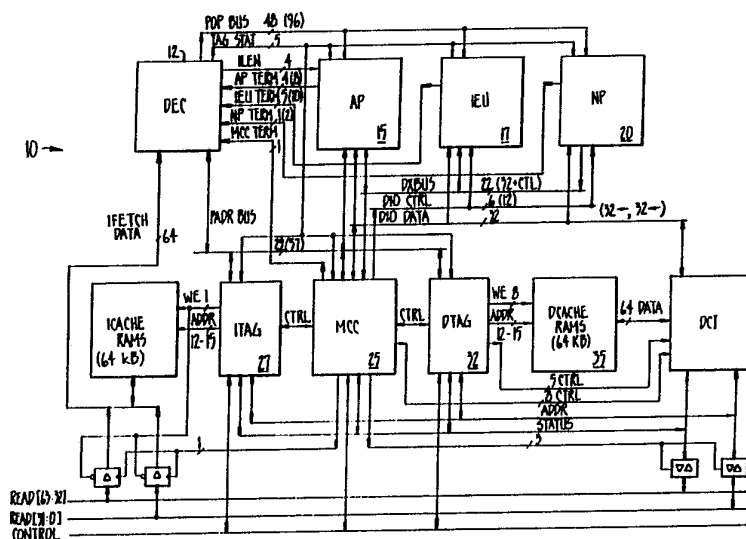 POP BUS 48 (96)
TAG STAT 5
12
ILEN 4
AP TERM 4(8)
IEU TERM 5(10)
NP TERM 1(2)
MCC TERM 1
DEC
AP
15
IEU
17
NP
20
10
IFETCH DATA 64
PADR BUS
DXBUS 22 (32+CTL)
DIO CTRL 6 (12)
DIO DATA 32
(32-, 32-)
ICACHE RAMS (64 KB)
WE 1
ADDR 12-15
ITAG
27
CTRL
MCC
25
CTRL
DTAG
32
WE 8
ADDR 12-15
DCACHE RAMS (64 KB)
35
64 DATA
DCI
5 CTRL
8 CTRL
ADDR
STATUS
3
READ[63:32]
READ[31:0]
CONTROL